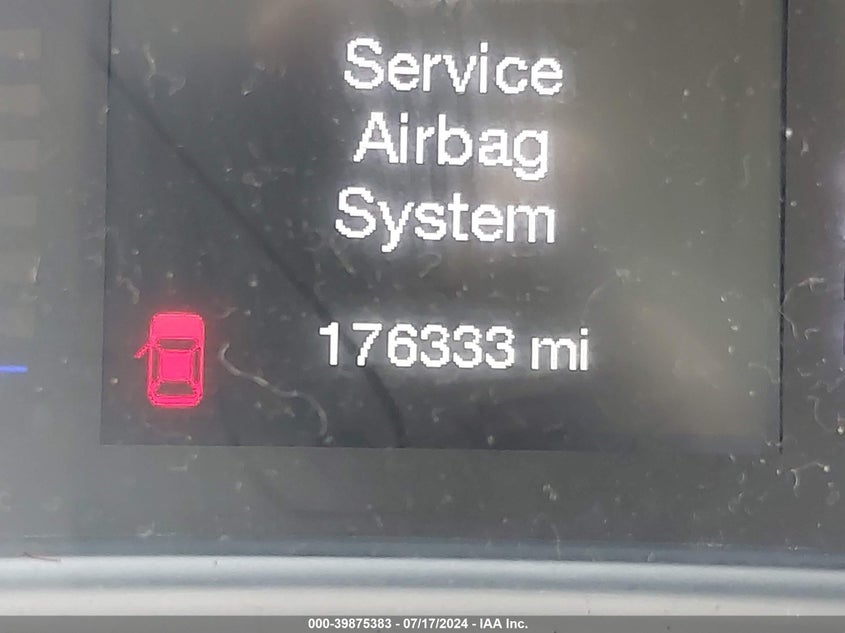 Service
Airbag
System
176333 mi
000-39875383 - 07/17/2024 - IAA Inc.